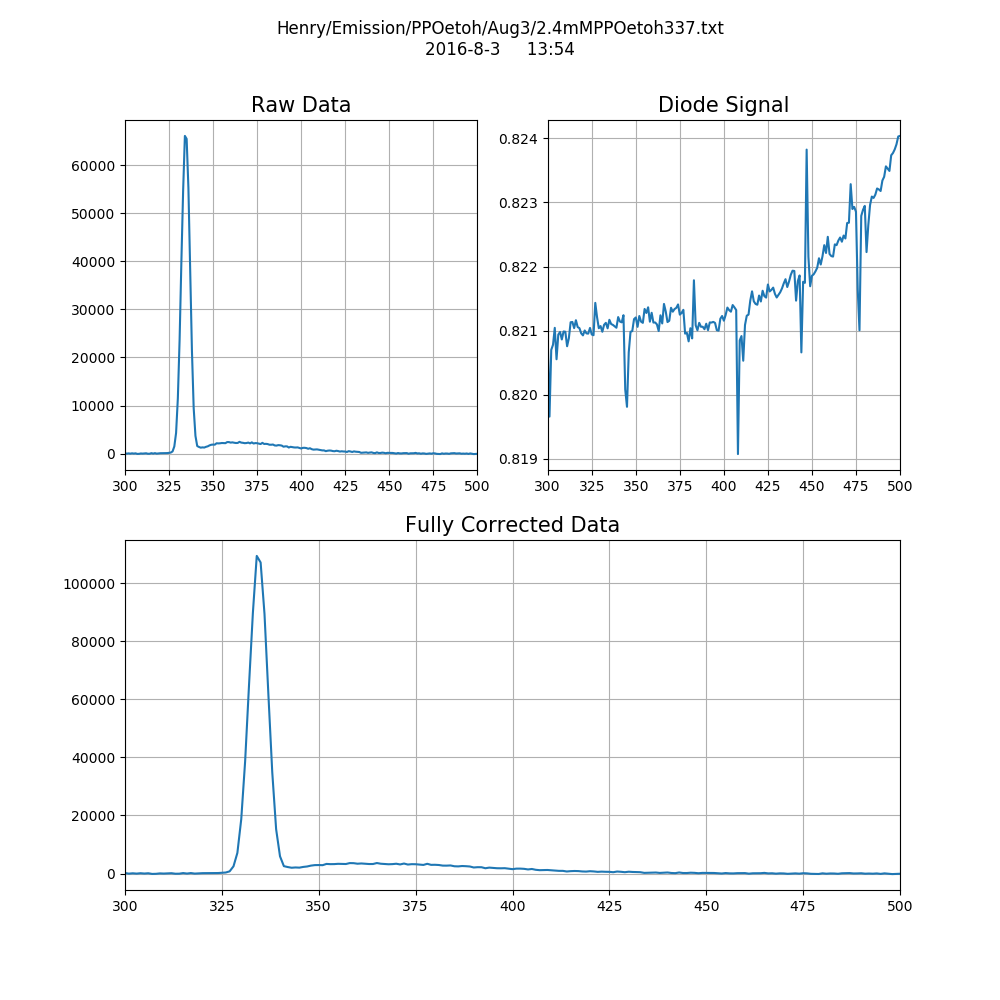 Henry/Emission/PPOetoh/Aug3/2.4mMPPOetoh337.txt
2016-8-3 13:54
Raw Data
60000
50000
40000
30000
20000
10000
0
300 325 350 375 400 425 450 475 500
Diode Signal
0.824
0.823
0.822
0.821
0.820
0.819
300 325 350 375 400 425 450 475 500
Fully Corrected Data
100000
80000
60000
40000
20000
0
300 325 350 375 400 425 450 475 500